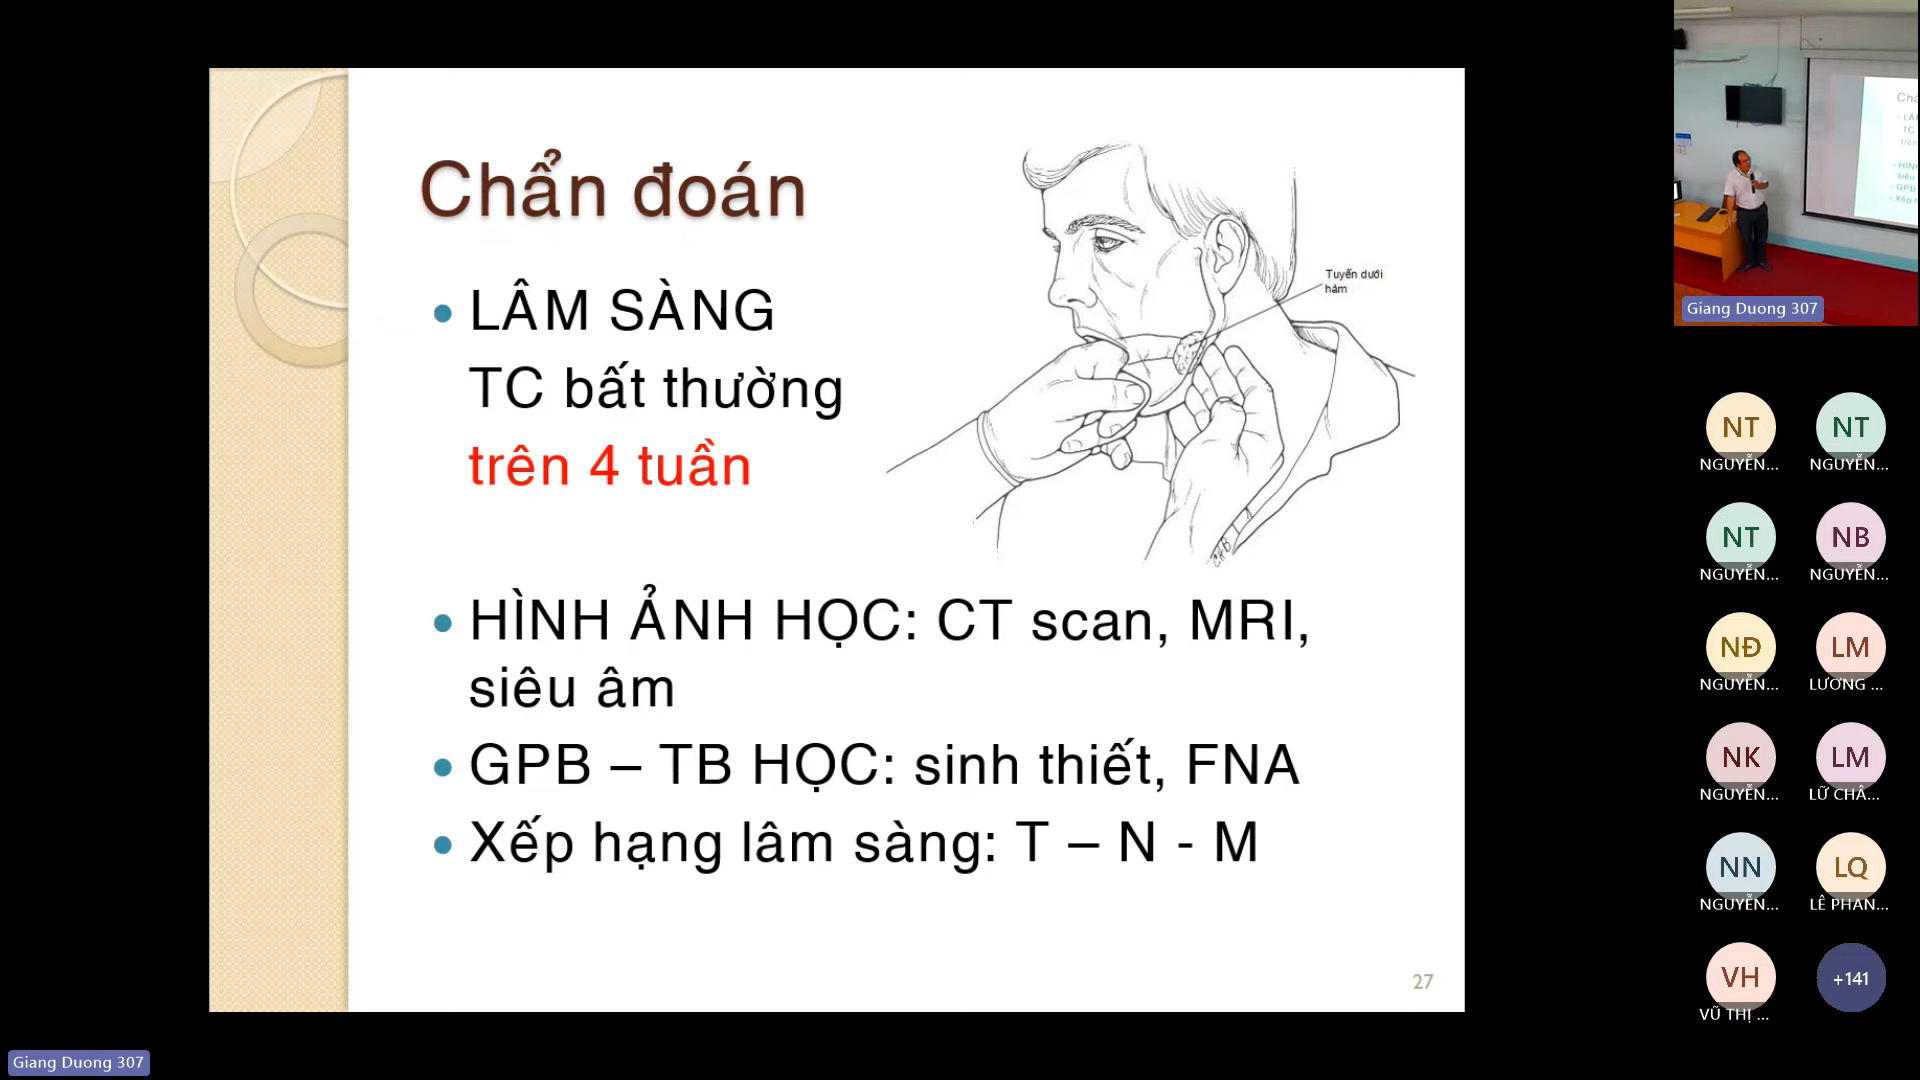 Chẩn đoán
LÂM SÀNG
TC bất thường
trên 4 tuần
Tuyến dưới
hàm
HÌNH ẢNH HỌC: CT scan, MRI,
siêu âm
GPB – TB HỌC: sinh thiết, FNA
Xếp hạng lâm sàng: T – N - M
27
Giang Duong 307
NT
NGUYỄN...
NT
NGUYỄN...
NT
NGUYỄN...
NB
NGUYỄN...
NĐ
NGUYỄN...
LM
LƯƠNG ...
NK
NGUYỄN...
LM
LỮ CHÂ...
NN
NGUYỄN...
LQ
LÊ PHAN...
VH
VŨ THỊ ...
+141
Giang Duong 307